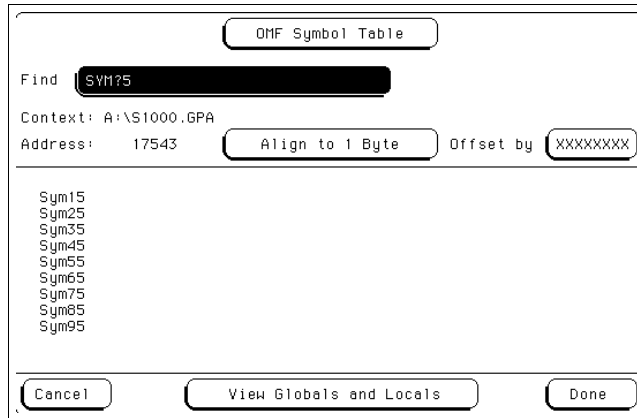 OMF Symbol Table
Find SYM?5
Context: A:\S1000.GPA
Address: 17543 Align to 1 Byte Offset by XXXXXXXX
Sym15
Sym25
Sym35
Sym45
Sym55
Sym65
Sym75
Sym85
Sym95
Cancel View Globals and Locals Done